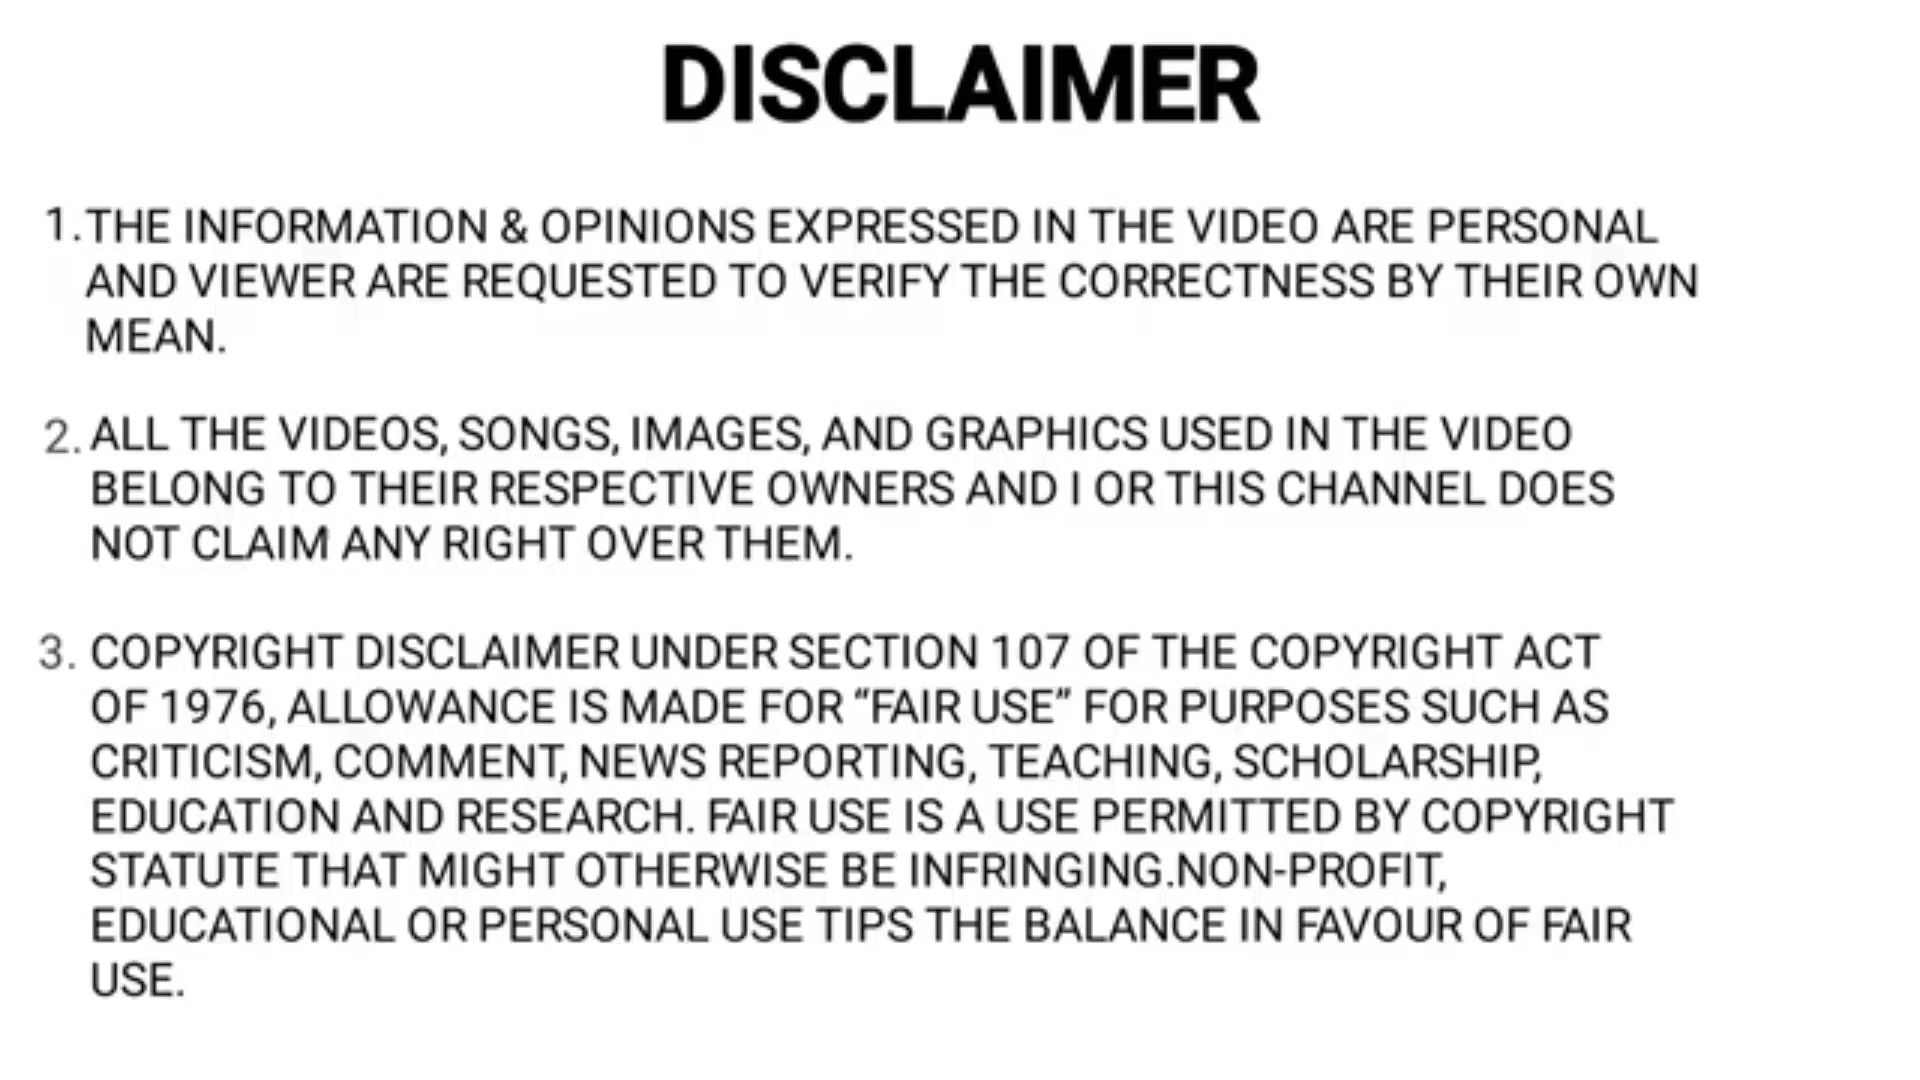 DISCLAIMER
1. THE INFORMATION & OPINIONS EXPRESSED IN THE VIDEO ARE PERSONAL
AND VIEWER ARE REQUESTED TO VERIFY THE CORRECTNESS BY THEIR OWN
MEAN.
2. ALL THE VIDEOS, SONGS, IMAGES, AND GRAPHICS USED IN THE VIDEO
BELONG TO THEIR RESPECTIVE OWNERS AND I OR THIS CHANNEL DOES
NOT CLAIM ANY RIGHT OVER THEM.
3. COPYRIGHT DISCLAIMER UNDER SECTION 107 OF THE COPYRIGHT ACT
OF 1976, ALLOWANCE IS MADE FOR “FAIR USE” FOR PURPOSES SUCH AS
CRITICISM, COMMENT, NEWS REPORTING, TEACHING, SCHOLARSHIP,
EDUCATION AND RESEARCH. FAIR USE IS A USE PERMITTED BY COPYRIGHT
STATUTE THAT MIGHT OTHERWISE BE INFRINGING.NON-PROFIT,
EDUCATIONAL OR PERSONAL USE TIPS THE BALANCE IN FAVOUR OF FAIR
USE.